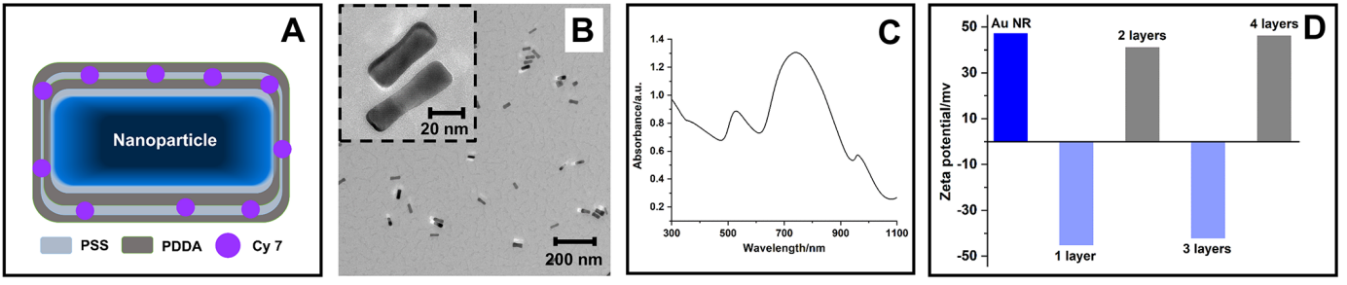 A
Nanoparticle
PSS
PDDA
Cy 7
B
20 nm
200 nm
C
Absorbance/a.u.
1.4
1.2
1.0
0.8
0.6
0.4
0.2
300
500
700
900
1100
Wavelength/nm
D
Zeta potential/mv
50
30
10
-10
-30
-50
Au NR
1 layer
2 layers
3 layers
4 layers